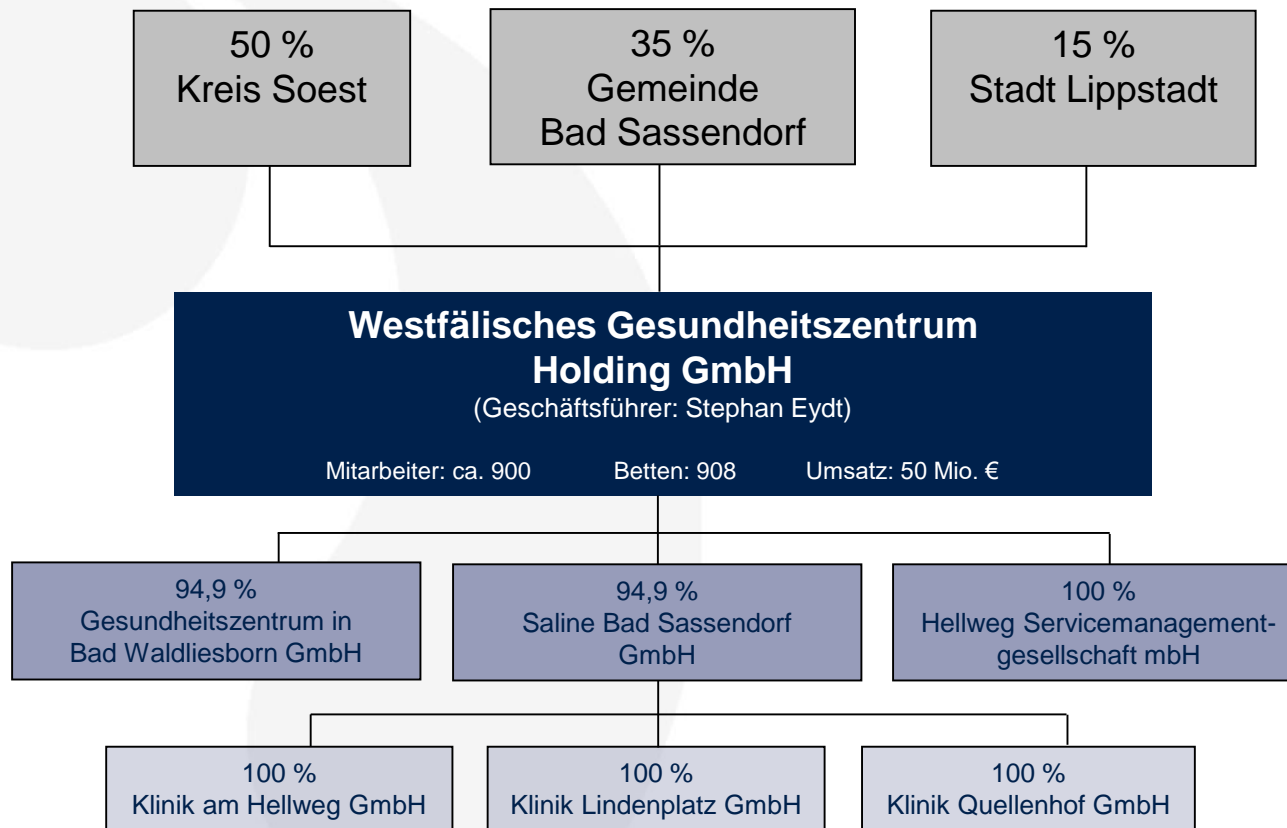 50 %
Kreis Soest
35 %
Gemeinde
Bad Sassendorf
15 %
Stadt Lippstadt
Westfälisches Gesundheitszentrum
Holding GmbH
(Geschäftsführer: Stephan Eydt)
Mitarbeiter: ca. 900 Betten: 908 Umsatz: 50 Mio. €
94,9 %
Gesundheitszentrum in
Bad Waldliesborn GmbH
94,9 %
Saline Bad Sassendorf
GmbH
100 %
Hellweg Servicemanagement-
gesellschaft mbH
100 %
Klinik am Hellweg GmbH
100 %
Klinik Lindenplatz GmbH
100 %
Klinik Quellenhof GmbH